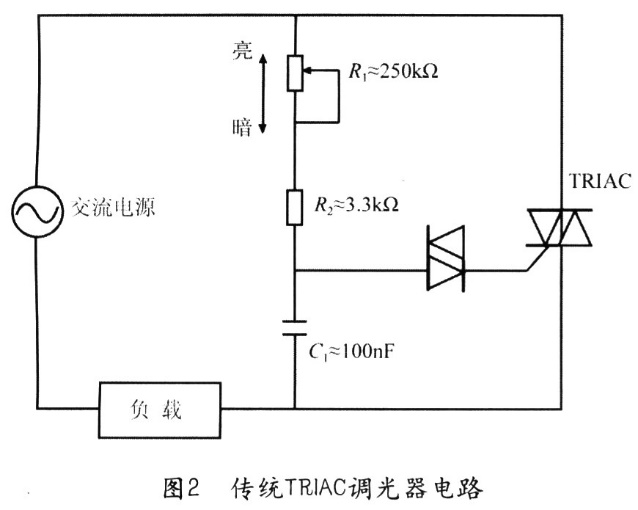 亮
R₁≈250kΩ
暗
TRIAC
交流电源
R₂≈3.3kΩ
C₁≈100nF
负 载
图2 传统TRIAC调光器电路